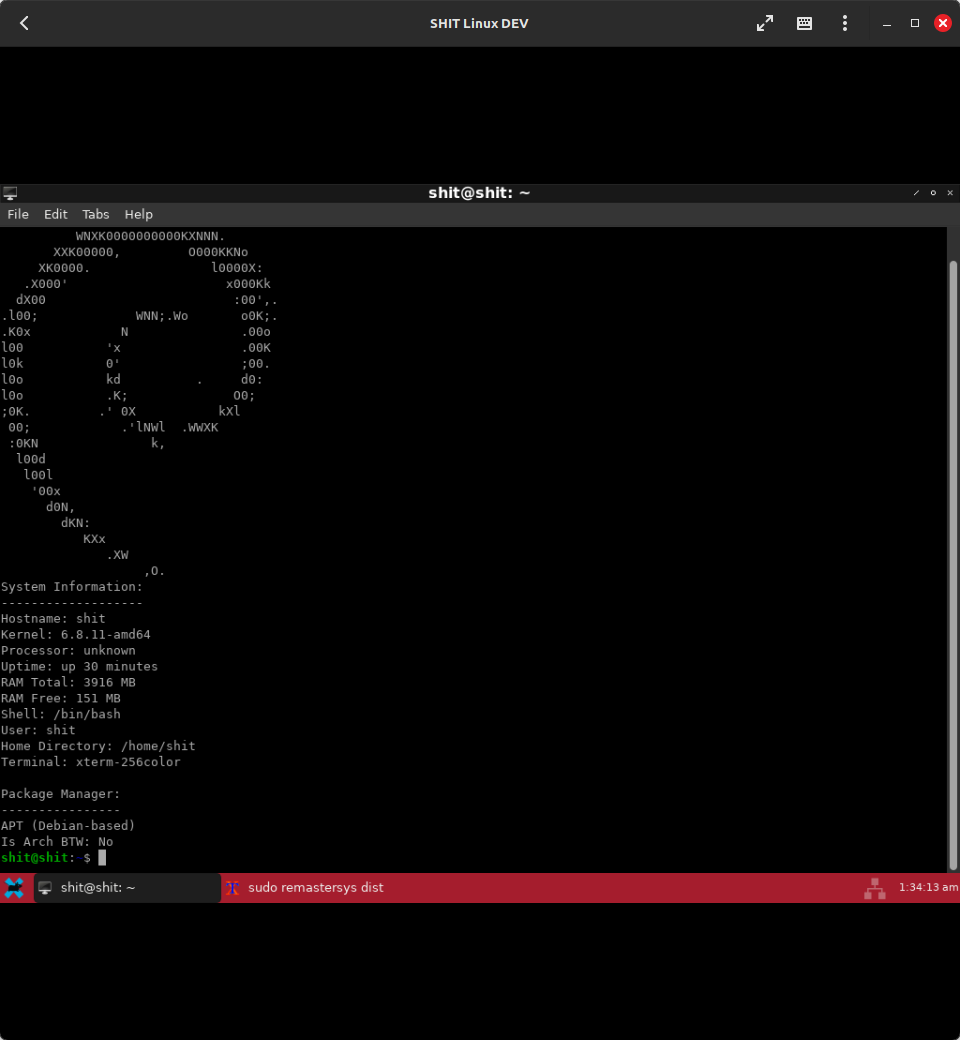 SHIT Linux DEV
shit@shit: ~
File Edit Tabs Help
          WNXK0000000000KXNNN.
       XXK00000,         O000KKNo
     XK0000.                l0000X:
   .X000'                     x000Kk
  dX00                         :00',.
.l00;             WNN;.Wo       o0K;.
.K0x            N               .00o
l00           'x                .00K
l0k           0'                ;00.
l0o           kd          .     d0:
l0o           .K;              O0;
;0K.         .' 0X           kXl
 00;            .'lNWl  .WWXK
 :0KN               k,
  l00d
   l00l
    '00x
      d0N,
        dKN:
           KXx
              .XW
                   ,O.
System Information:
-------------------
Hostname: shit
Kernel: 6.8.11-amd64
Processor: unknown
Uptime: up 30 minutes
RAM Total: 3916 MB
RAM Free: 151 MB
Shell: /bin/bash
User: shit
Home Directory: /home/shit
Terminal: xterm-256color
Package Manager:
----------------
APT (Debian-based)
Is Arch BTW: No
shit@shit:~$
shit@shit: ~ sudo remastersys dist 1:34:13 am